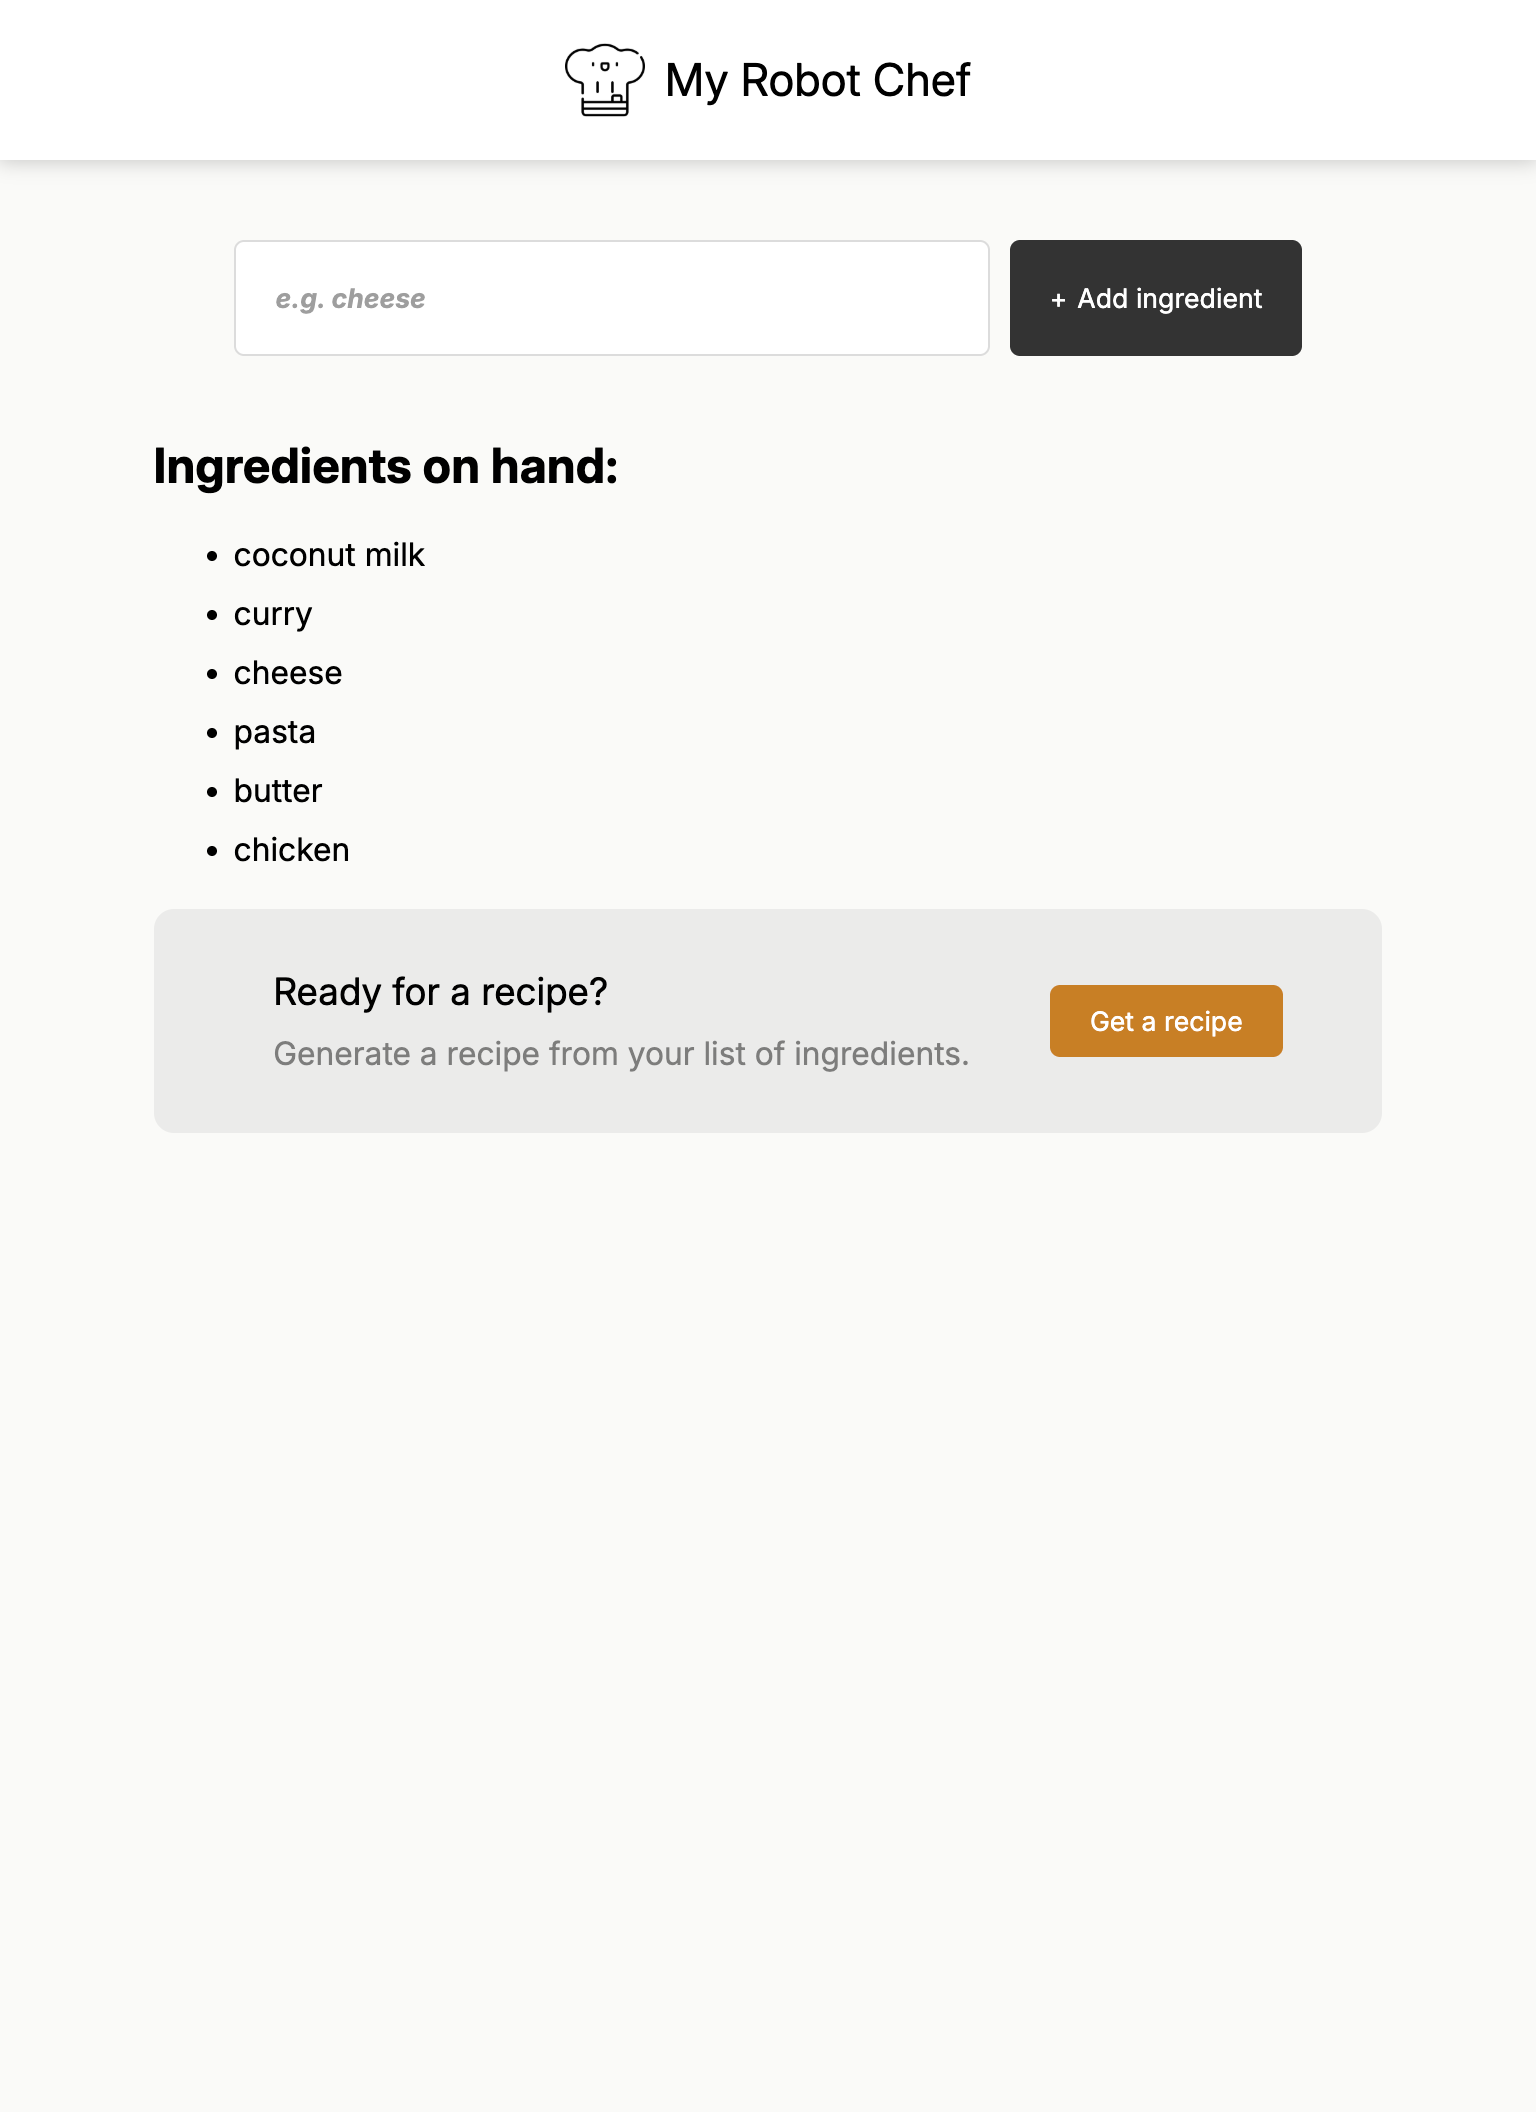 My Robot Chef
e.g. cheese
+ Add ingredient
Ingredients on hand:
• coconut milk
• curry
• cheese
• pasta
• butter
• chicken
Ready for a recipe?
Generate a recipe from your list of ingredients.
Get a recipe